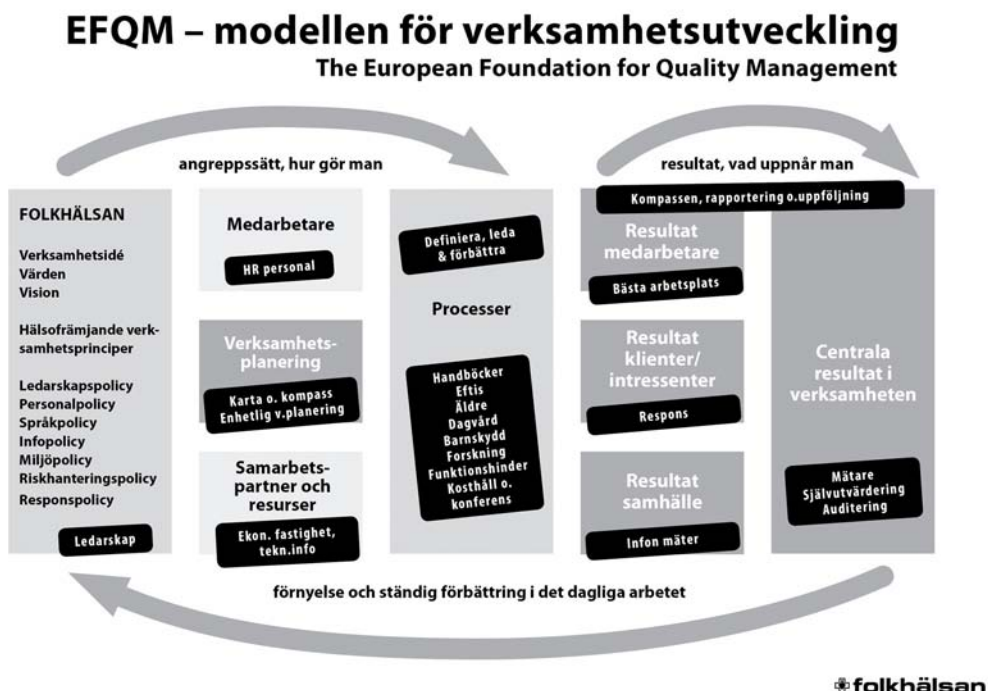 EFQM – modellen för verksamhetsutveckling
The European Foundation for Quality Management
angreppssätt, hur gör man
resultat, vad uppnår man
FOLKHÄLSAN
Verksamhetsidé
Värden
Vision
Hälsofrämjande verk-
samhetsprinciper
Ledarskapspolicy
Personalpolicy
Språkpolicy
Infopolicy
Miljöpolicy
Riskhanteringspolicy
Responspolicy
Ledarskap
Medarbetare
HR personal
Verksamhets-
planering
Karta o. kompass
Enhetlig v.planering
Samarbets-
partner och
resurser
Ekon. fastighet,
tekn.info
Definiera, leda
& förbättra
Processer
Handböcker
Eftis
Äldre
Dagvård
Barnskydd
Forskning
Funktionshinder
Kosthåll o.
konferens
Kompassen, rapportering o.uppföljning
Resultat
medarbetare
Bästa arbetsplats
Resultat
klienter/
intressenter
Respons
Resultat
samhälle
Infon mäter
Centrala
resultat i
verksamheten
Mätare
Självutvärdering
Auditering
förnyelse och ständig förbättring i det dagliga arbetet
folkhälsan